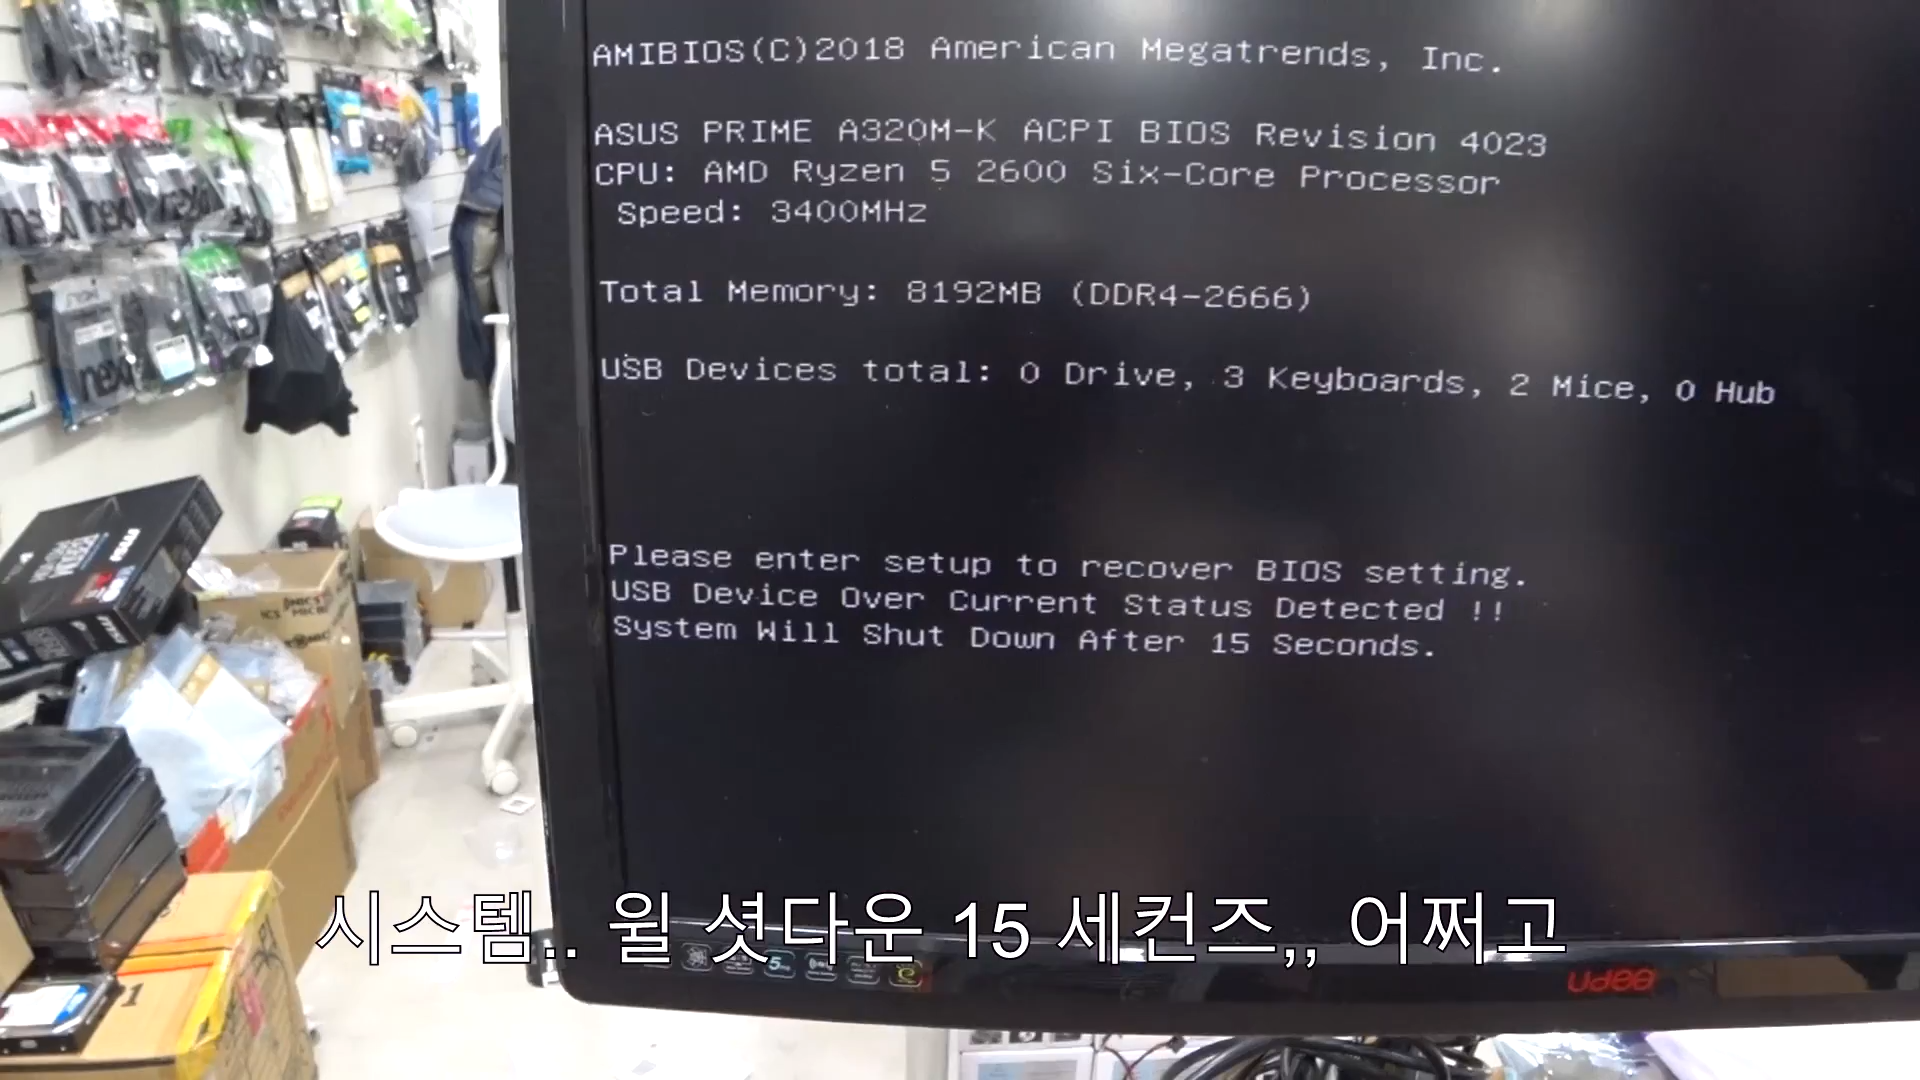 AMIBIOS(C)2018 American Megatrends, Inc.
ASUS PRIME A320M-K ACPI BIOS Revision 4023
CPU: AMD Ryzen 5 2600 Six-Core Processor
Speed: 3400MHz
Total Memory: 8192MB (DDR4-2666)
USB Devices total: 0 Drive, 3 Keyboards, 2 Mice, 0 Hub
Please enter setup to recover BIOS setting.
USB Device Over Current Status Detected !!
System Will Shut Down After 15 Seconds.
시스템.. 윌 셧다운 15 세컨즈,, 어쩌고